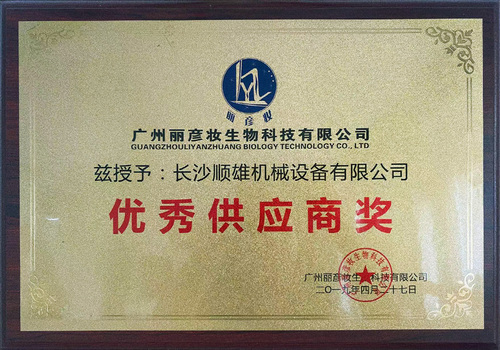 丽彦妆
广州丽彦妆生物科技有限公司
GUANGZHOULIYANZHUANG BIOLOGY TECHNOLOGY CO., LTD
兹授予：长沙顺雄机械设备有限公司
优秀供应商奖
广州丽彦妆生物科技有限公司
二〇一九年四月二十七日